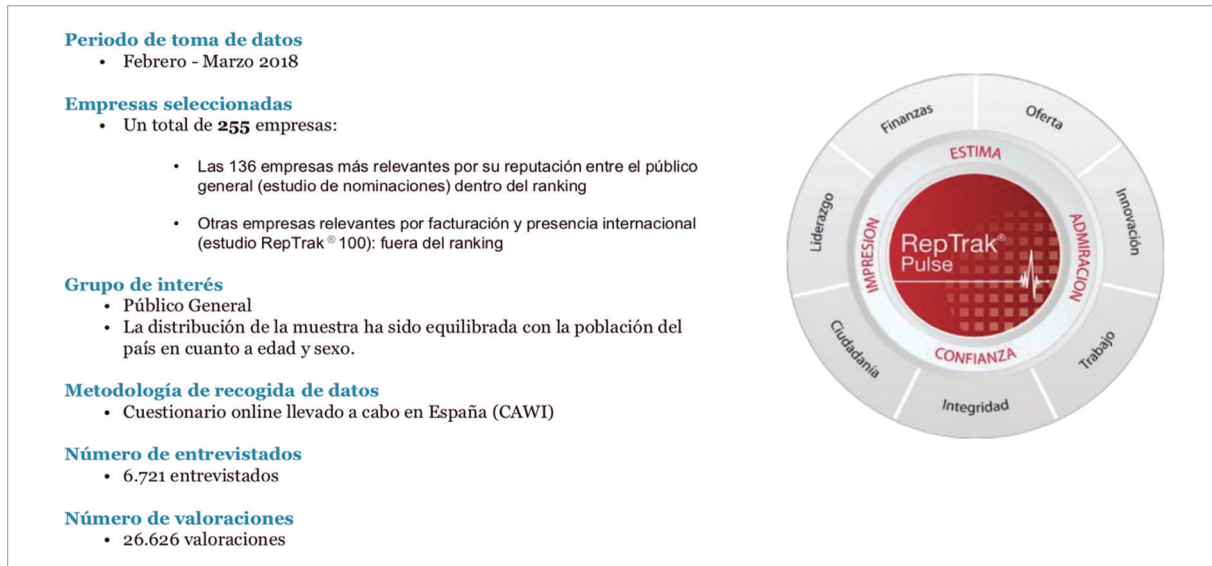 Periodo de toma de datos
• Febrero - Marzo 2018
Empresas seleccionadas
• Un total de 255 empresas:
• Las 136 empresas más relevantes por su reputación entre el público
general (estudio de nominaciones) dentro del ranking
• Otras empresas relevantes por facturación y presencia internacional
(estudio RepTrak ® 100): fuera del ranking
Grupo de interés
• Público General
• La distribución de la muestra ha sido equilibrada con la población del
país en cuanto a edad y sexo.
Metodología de recogida de datos
• Cuestionario online llevado a cabo en España (CAWI)
Número de entrevistados
• 6.721 entrevistados
Número de valoraciones
• 26.626 valoraciones
Finanzas
Oferta
Innovación
Trabajo
Integridad
Ciudadanía
Liderazgo
ESTIMA
ADMIRACION
CONFIANZA
IMPRESION
RepTrak®
Pulse